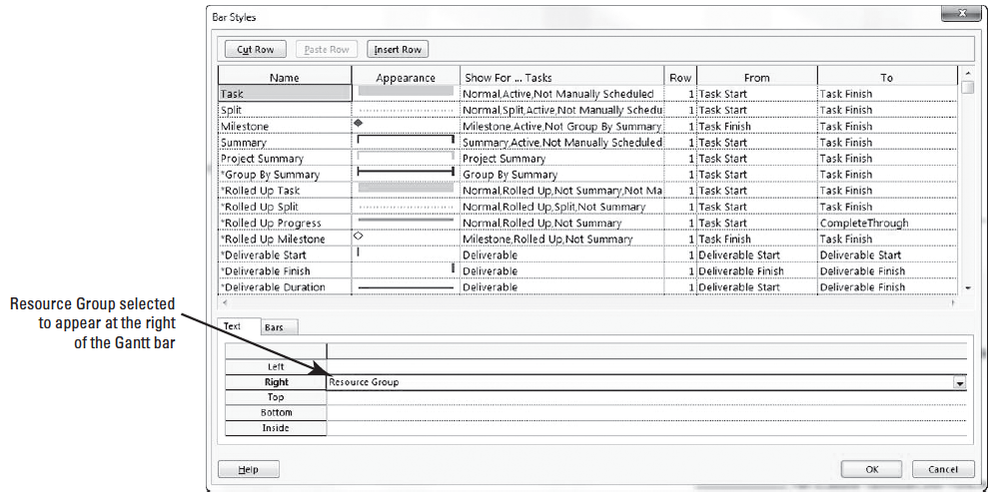 Bar Styles
X
Cut Row Paste Row Insert Row
Name Appearance Show For ... Tasks Row From To
Task Normal,Active,Not Manually Scheduled 1 Task Start Task Finish
Split Normal,Split,Active,Not Manually Schedu 1 Task Start Task Finish
Milestone Milestone,Active,Not Group By Summary 1 Task Finish Task Finish
Summary Summary,Active,Not Manually Scheduled 1 Task Start Task Finish
Project Summary Project Summary 1 Task Start Task Finish
*Group By Summary Group By Summary 1 Task Start Task Finish
*Rolled Up Task Normal,Rolled Up,Not Summary,Not Ma 1 Task Start Task Finish
*Rolled Up Split Normal,Rolled Up,Split,Not Summary 1 Task Start Task Finish
*Rolled Up Progress Normal,Rolled Up,Not Summary 1 Task Start CompleteThrough
*Rolled Up Milestone Milestone,Rolled Up,Not Summary 1 Task Finish Task Finish
*Deliverable Start Deliverable 1 Deliverable Start Deliverable Start
*Deliverable Finish Deliverable 1 Deliverable Finish Deliverable Finish
*Deliverable Duration Deliverable 1 Deliverable Start Deliverable Finish
Resource Group selected
to appear at the right
of the Gantt bar
Text Bars
Left
Right Resource Group
Top
Bottom
Inside
Help OK Cancel